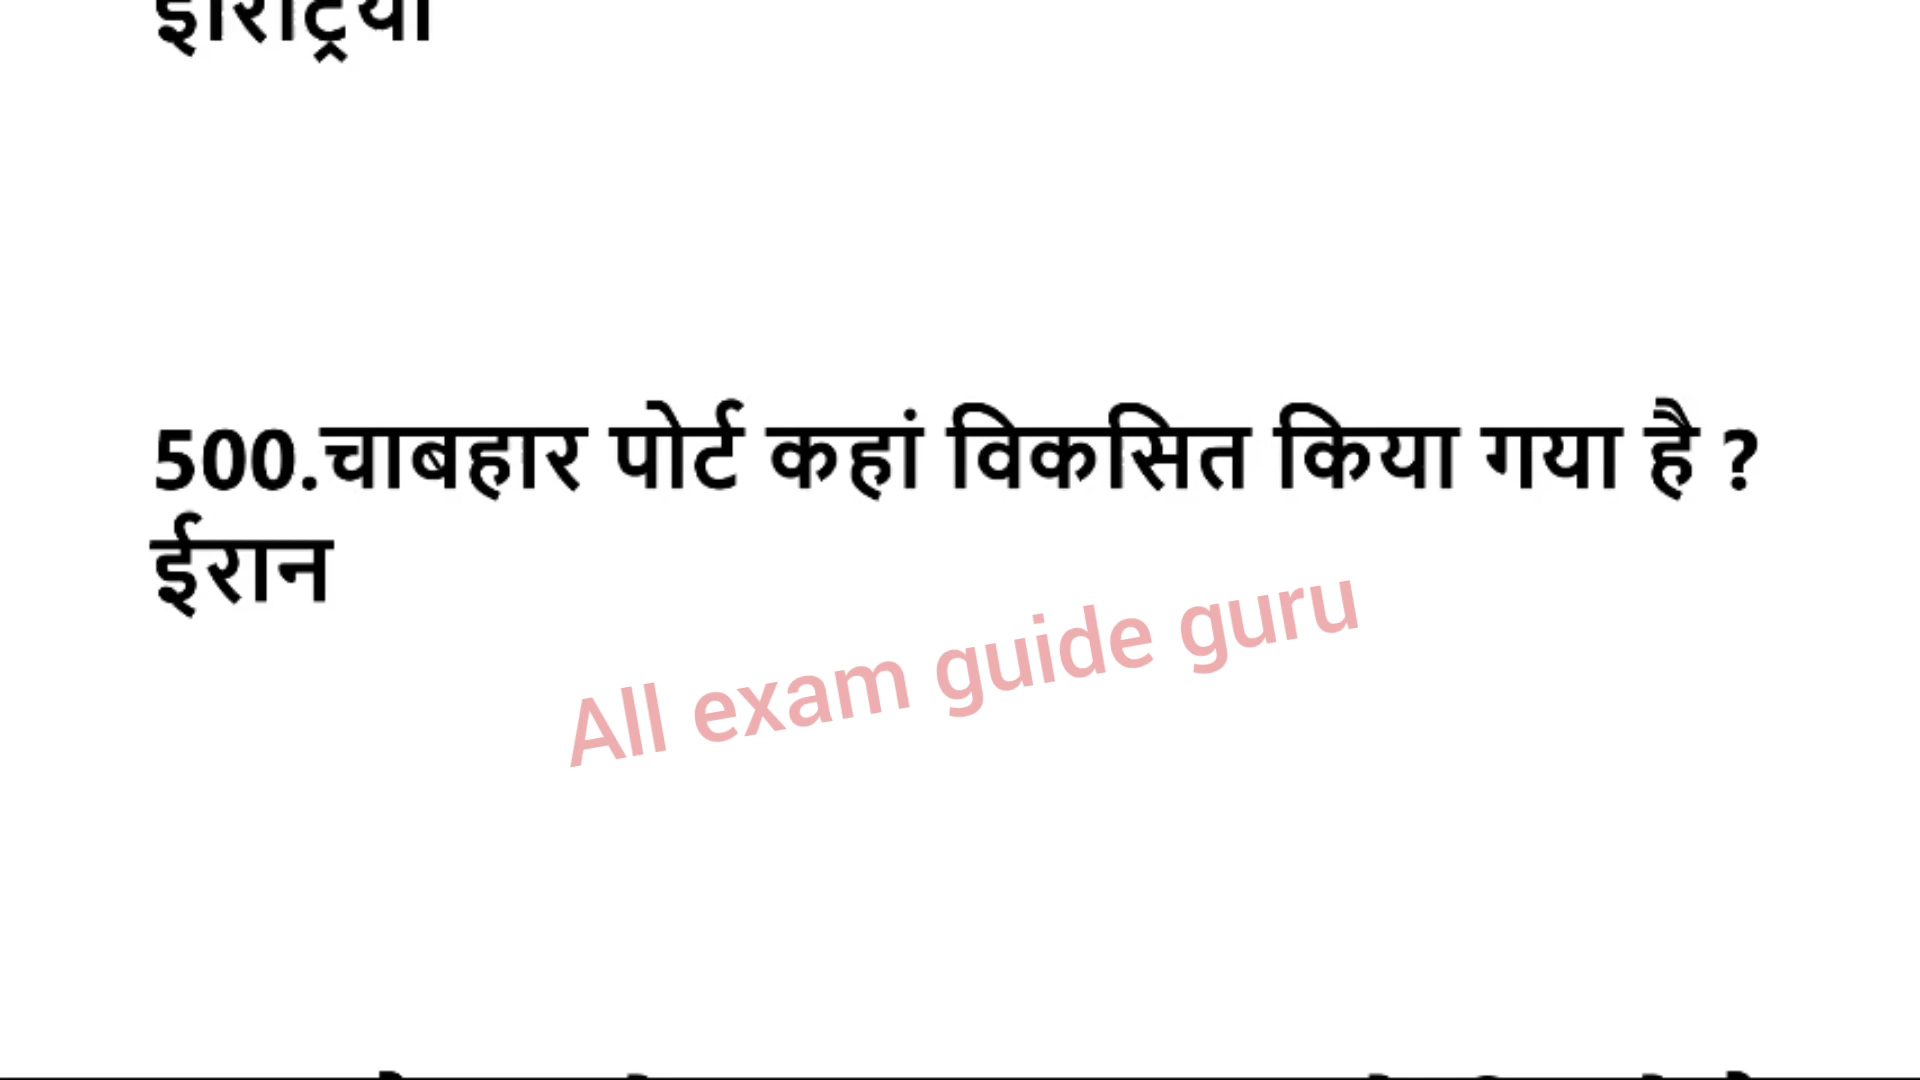 500.चाबहार पोर्ट कहां विकसित किया गया है ?
ईरान
All exam guide guru